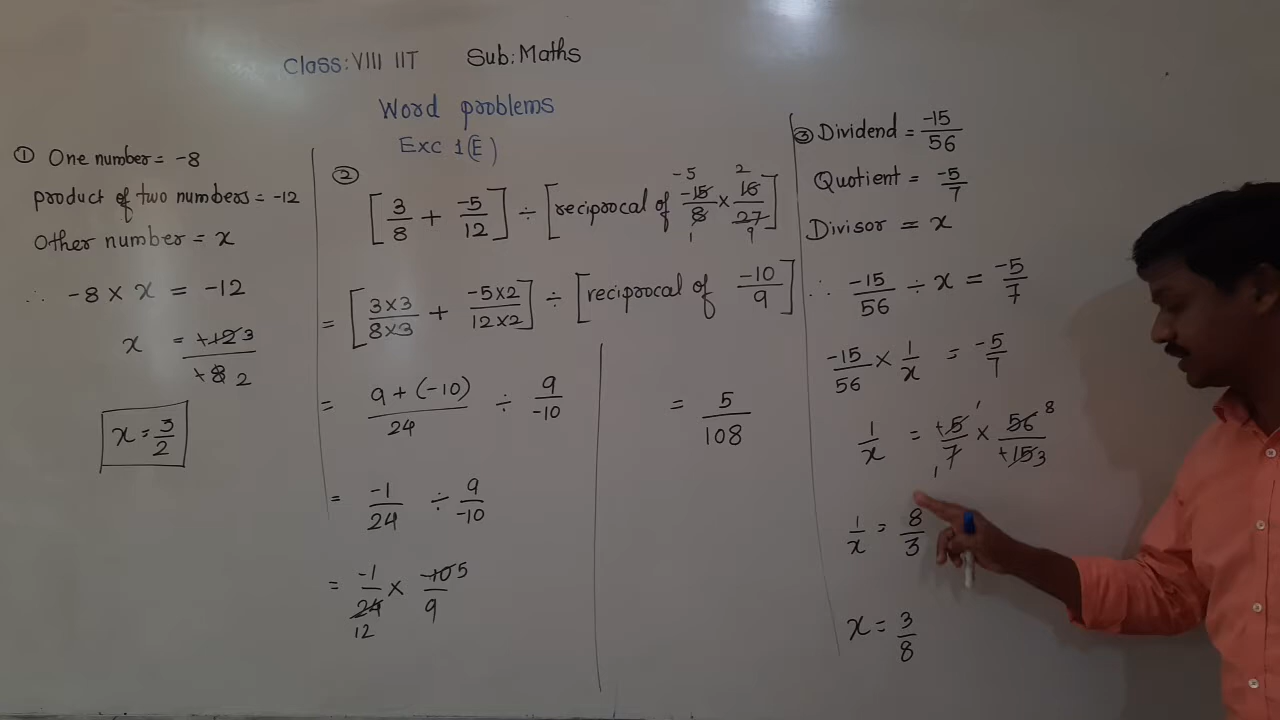 Class: VIII IIT Sub: Maths
Word problems
Exc 1(E)
① One number = -8
product of two numbers = -12
Other number = x
∴ -8 × x = -12
x = +12 3 / +8 2
x = 3/2
②
[3/8 + -5/12] ÷ [reciprocal of -15/8 × 16/27] -5 2 1 9
= [3×3/8×3 + -5×2/12×2] ÷ [reciprocal of -10/9]
= 9 + (-10)/24 ÷ 9/-10
= -1/24 ÷ 9/-10
= -1/24 × -10/9 12 5
= 5/108
③ Dividend = -15/56
Quotient = -5/7
Divisor = x
∴ -15/56 ÷ x = -5/7
-15/56 × 1/x = -5/7
1/x = +5/7 × 56/+15 1 8 1 3
1/x = 8/3
x = 3/8